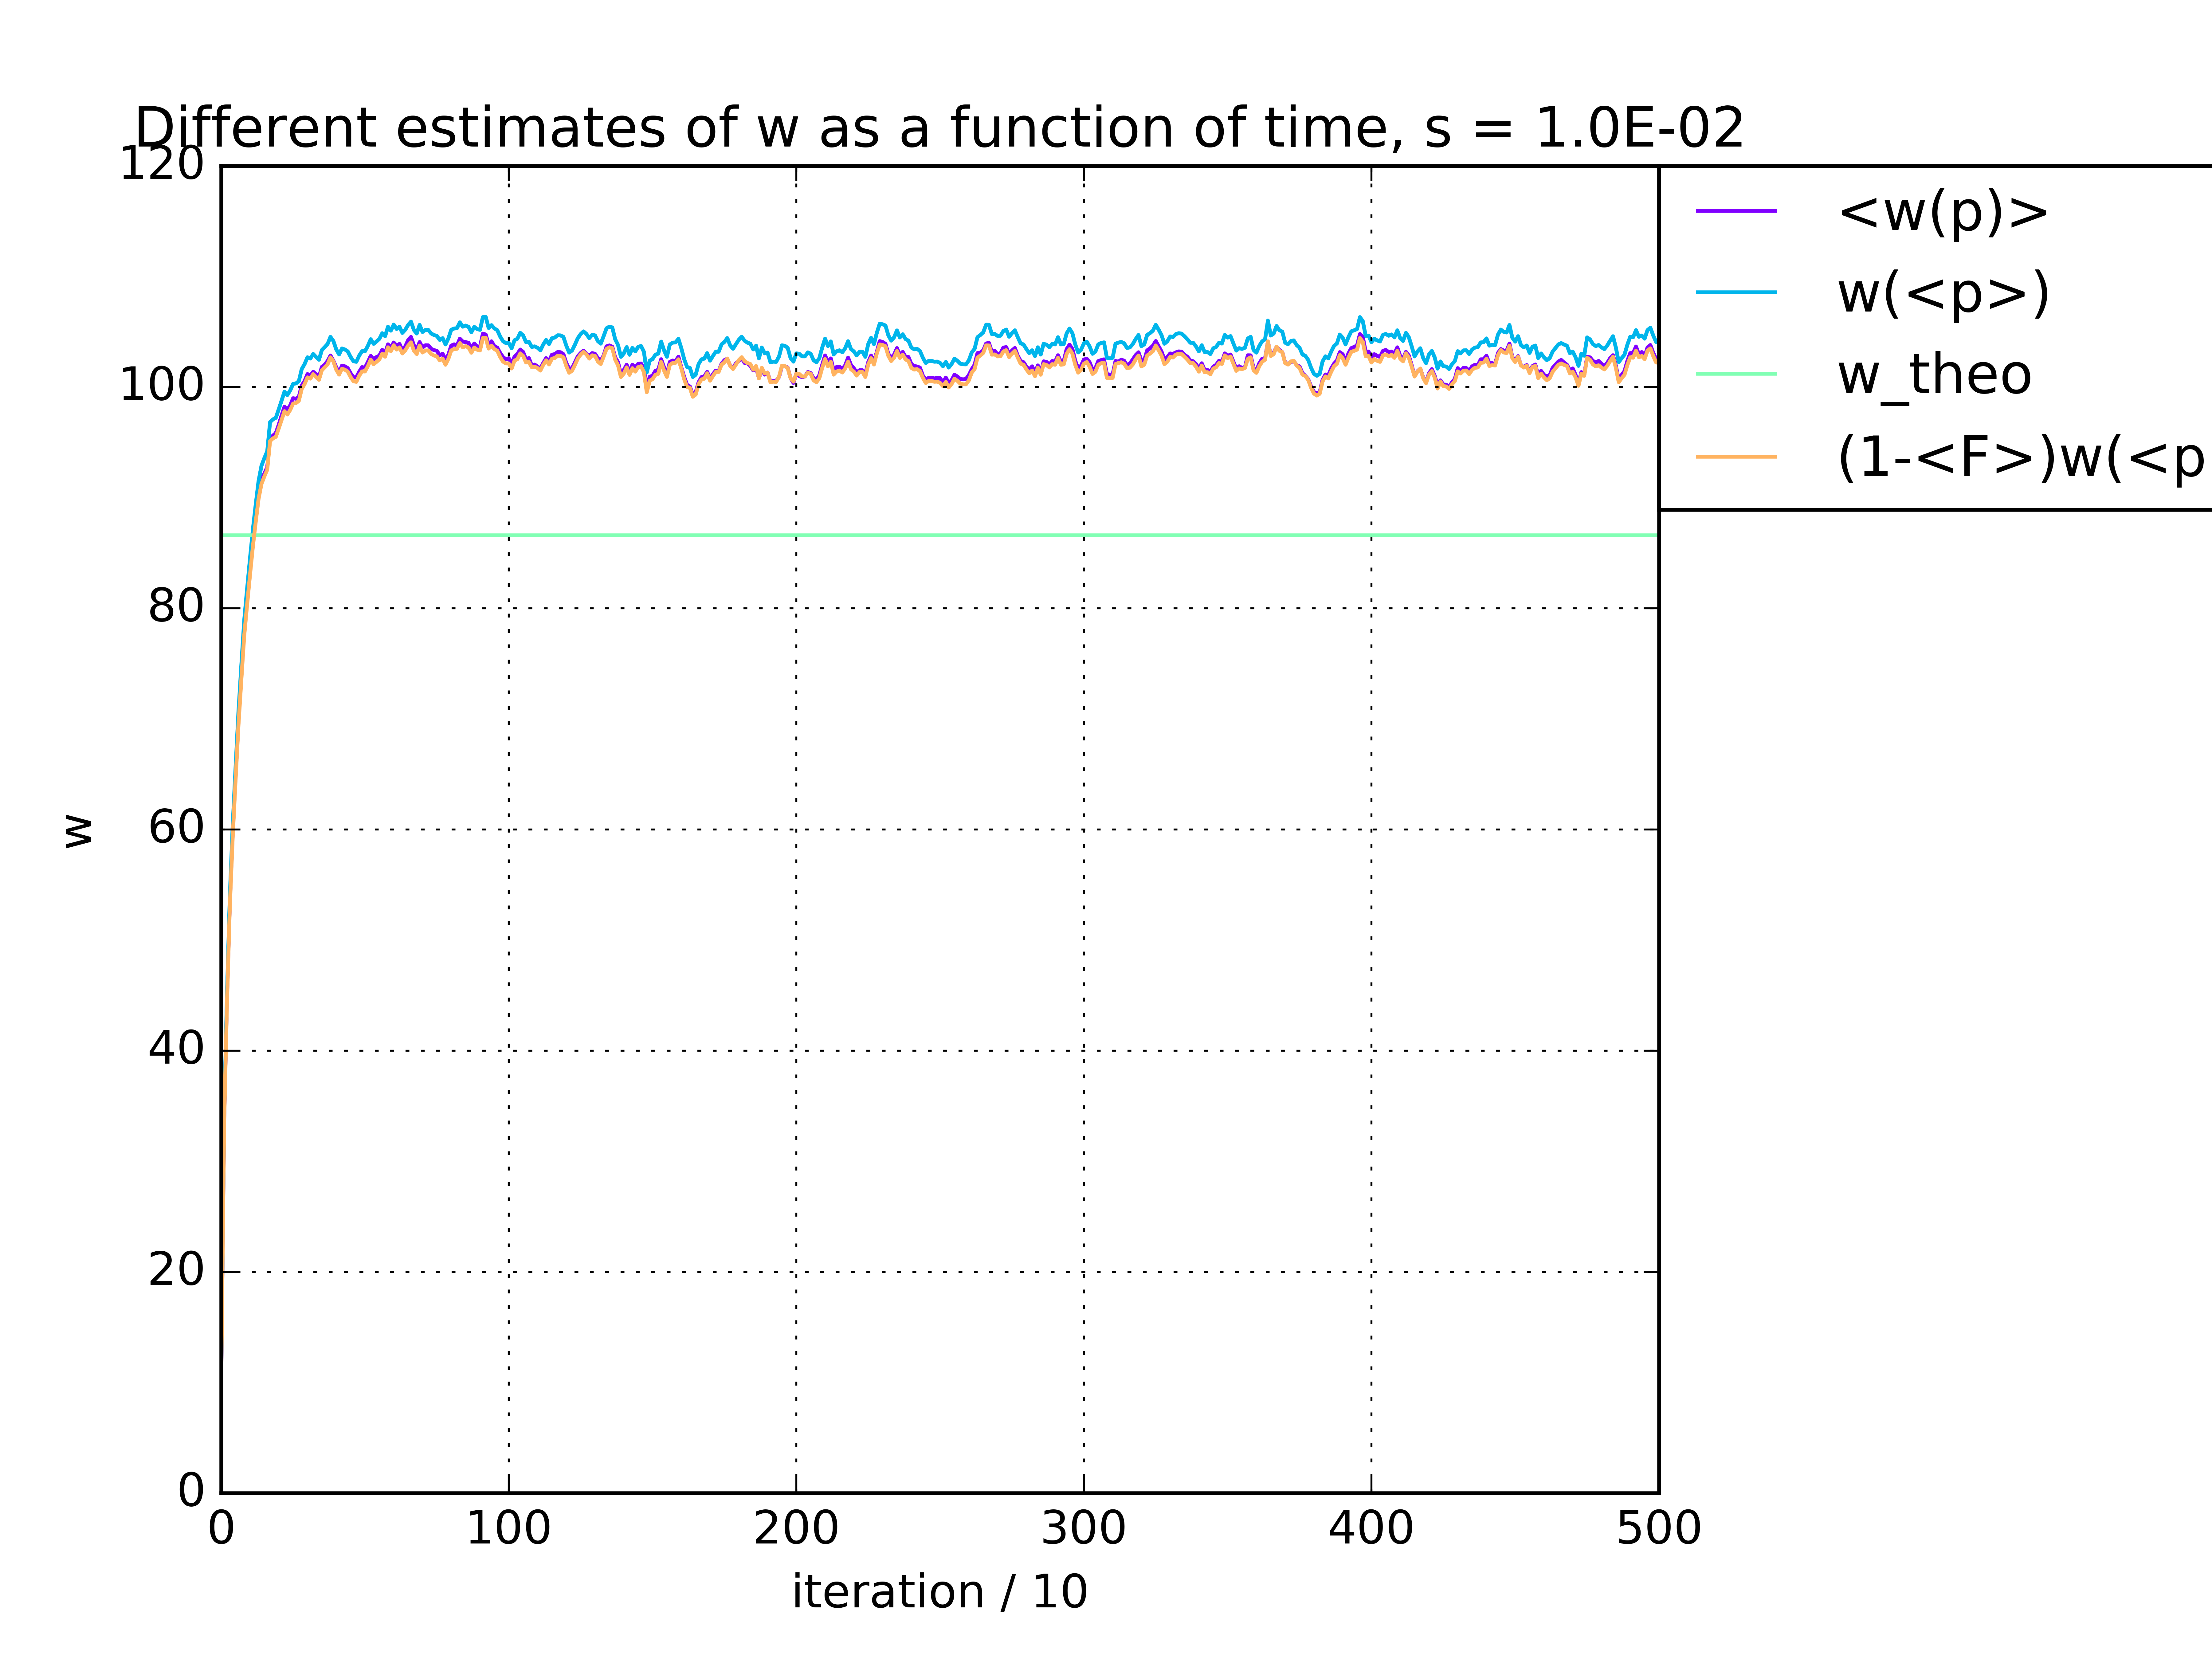 Different estimates of w as a function of time, s = 1.0E-02
120
100
80
60
40
20
0
w
0 100 200 300 400 500
iteration / 10
<w(p)>
w(<p>)
w_theo
(1-<F>)w(<p